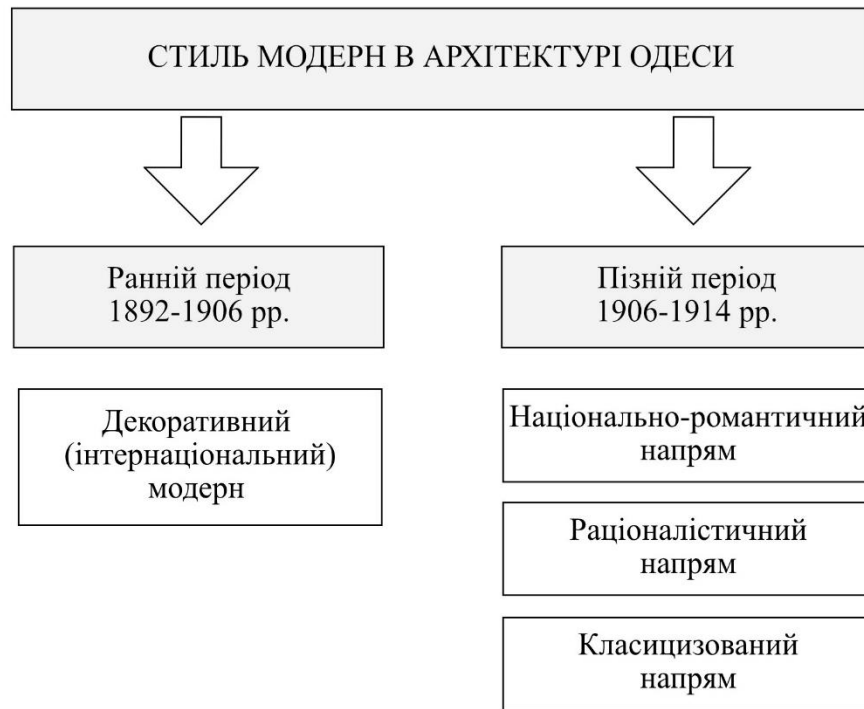 СТИЛЬ МОДЕРН В АРХІТЕКТУРІ ОДЕСИ
Ранній період
1892-1906 рр.
Декоративний
(інтернаціональний)
модерн
Пізній період
1906-1914 рр.
Національно-романтичний
напрям
Раціоналістичний
напрям
Класицизований
напрям